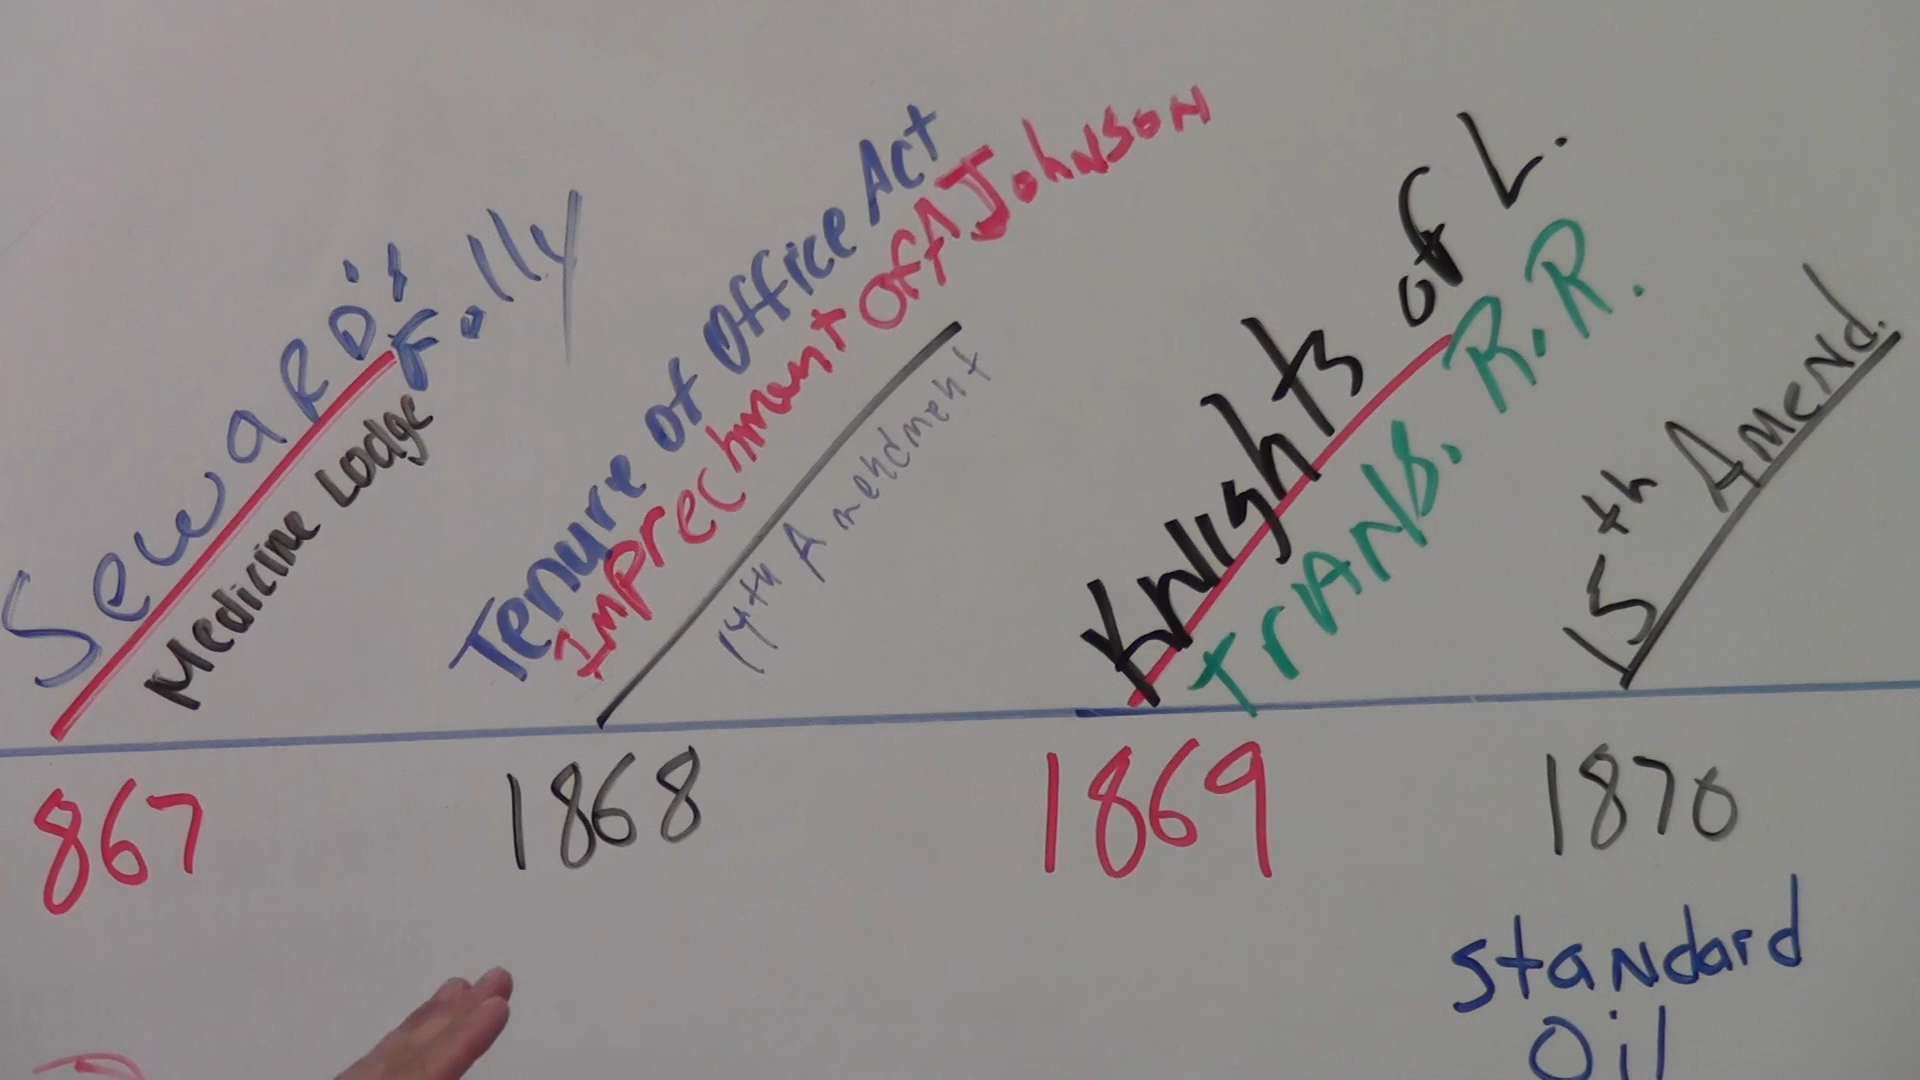 Seward's Folly
Medicine Lodge
867
Tenure of Office Act
Imprechment Of A Johnson
14th Amendment
1868
Knights of L.
Trans. R.R.
1869
15th Amend.
1870
Standard
Oil